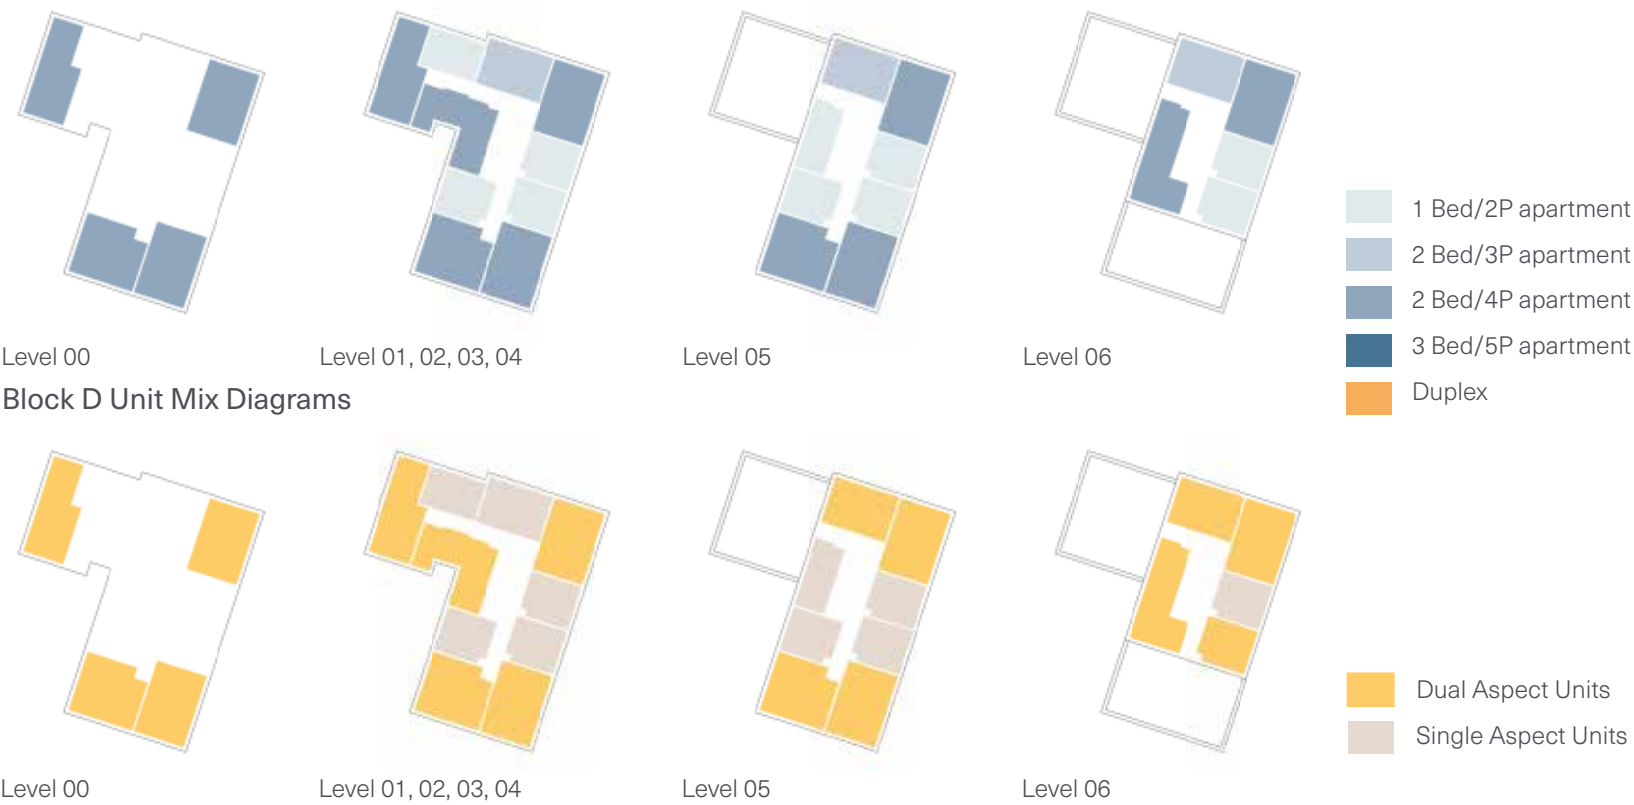 1 Bed/2P apartment
2 Bed/3P apartment
2 Bed/4P apartment
3 Bed/5P apartment
Duplex
Level 00
Level 01, 02, 03, 04
Level 05
Level 06
Block D Unit Mix Diagrams
Dual Aspect Units
Single Aspect Units
Level 00
Level 01, 02, 03, 04
Level 05
Level 06